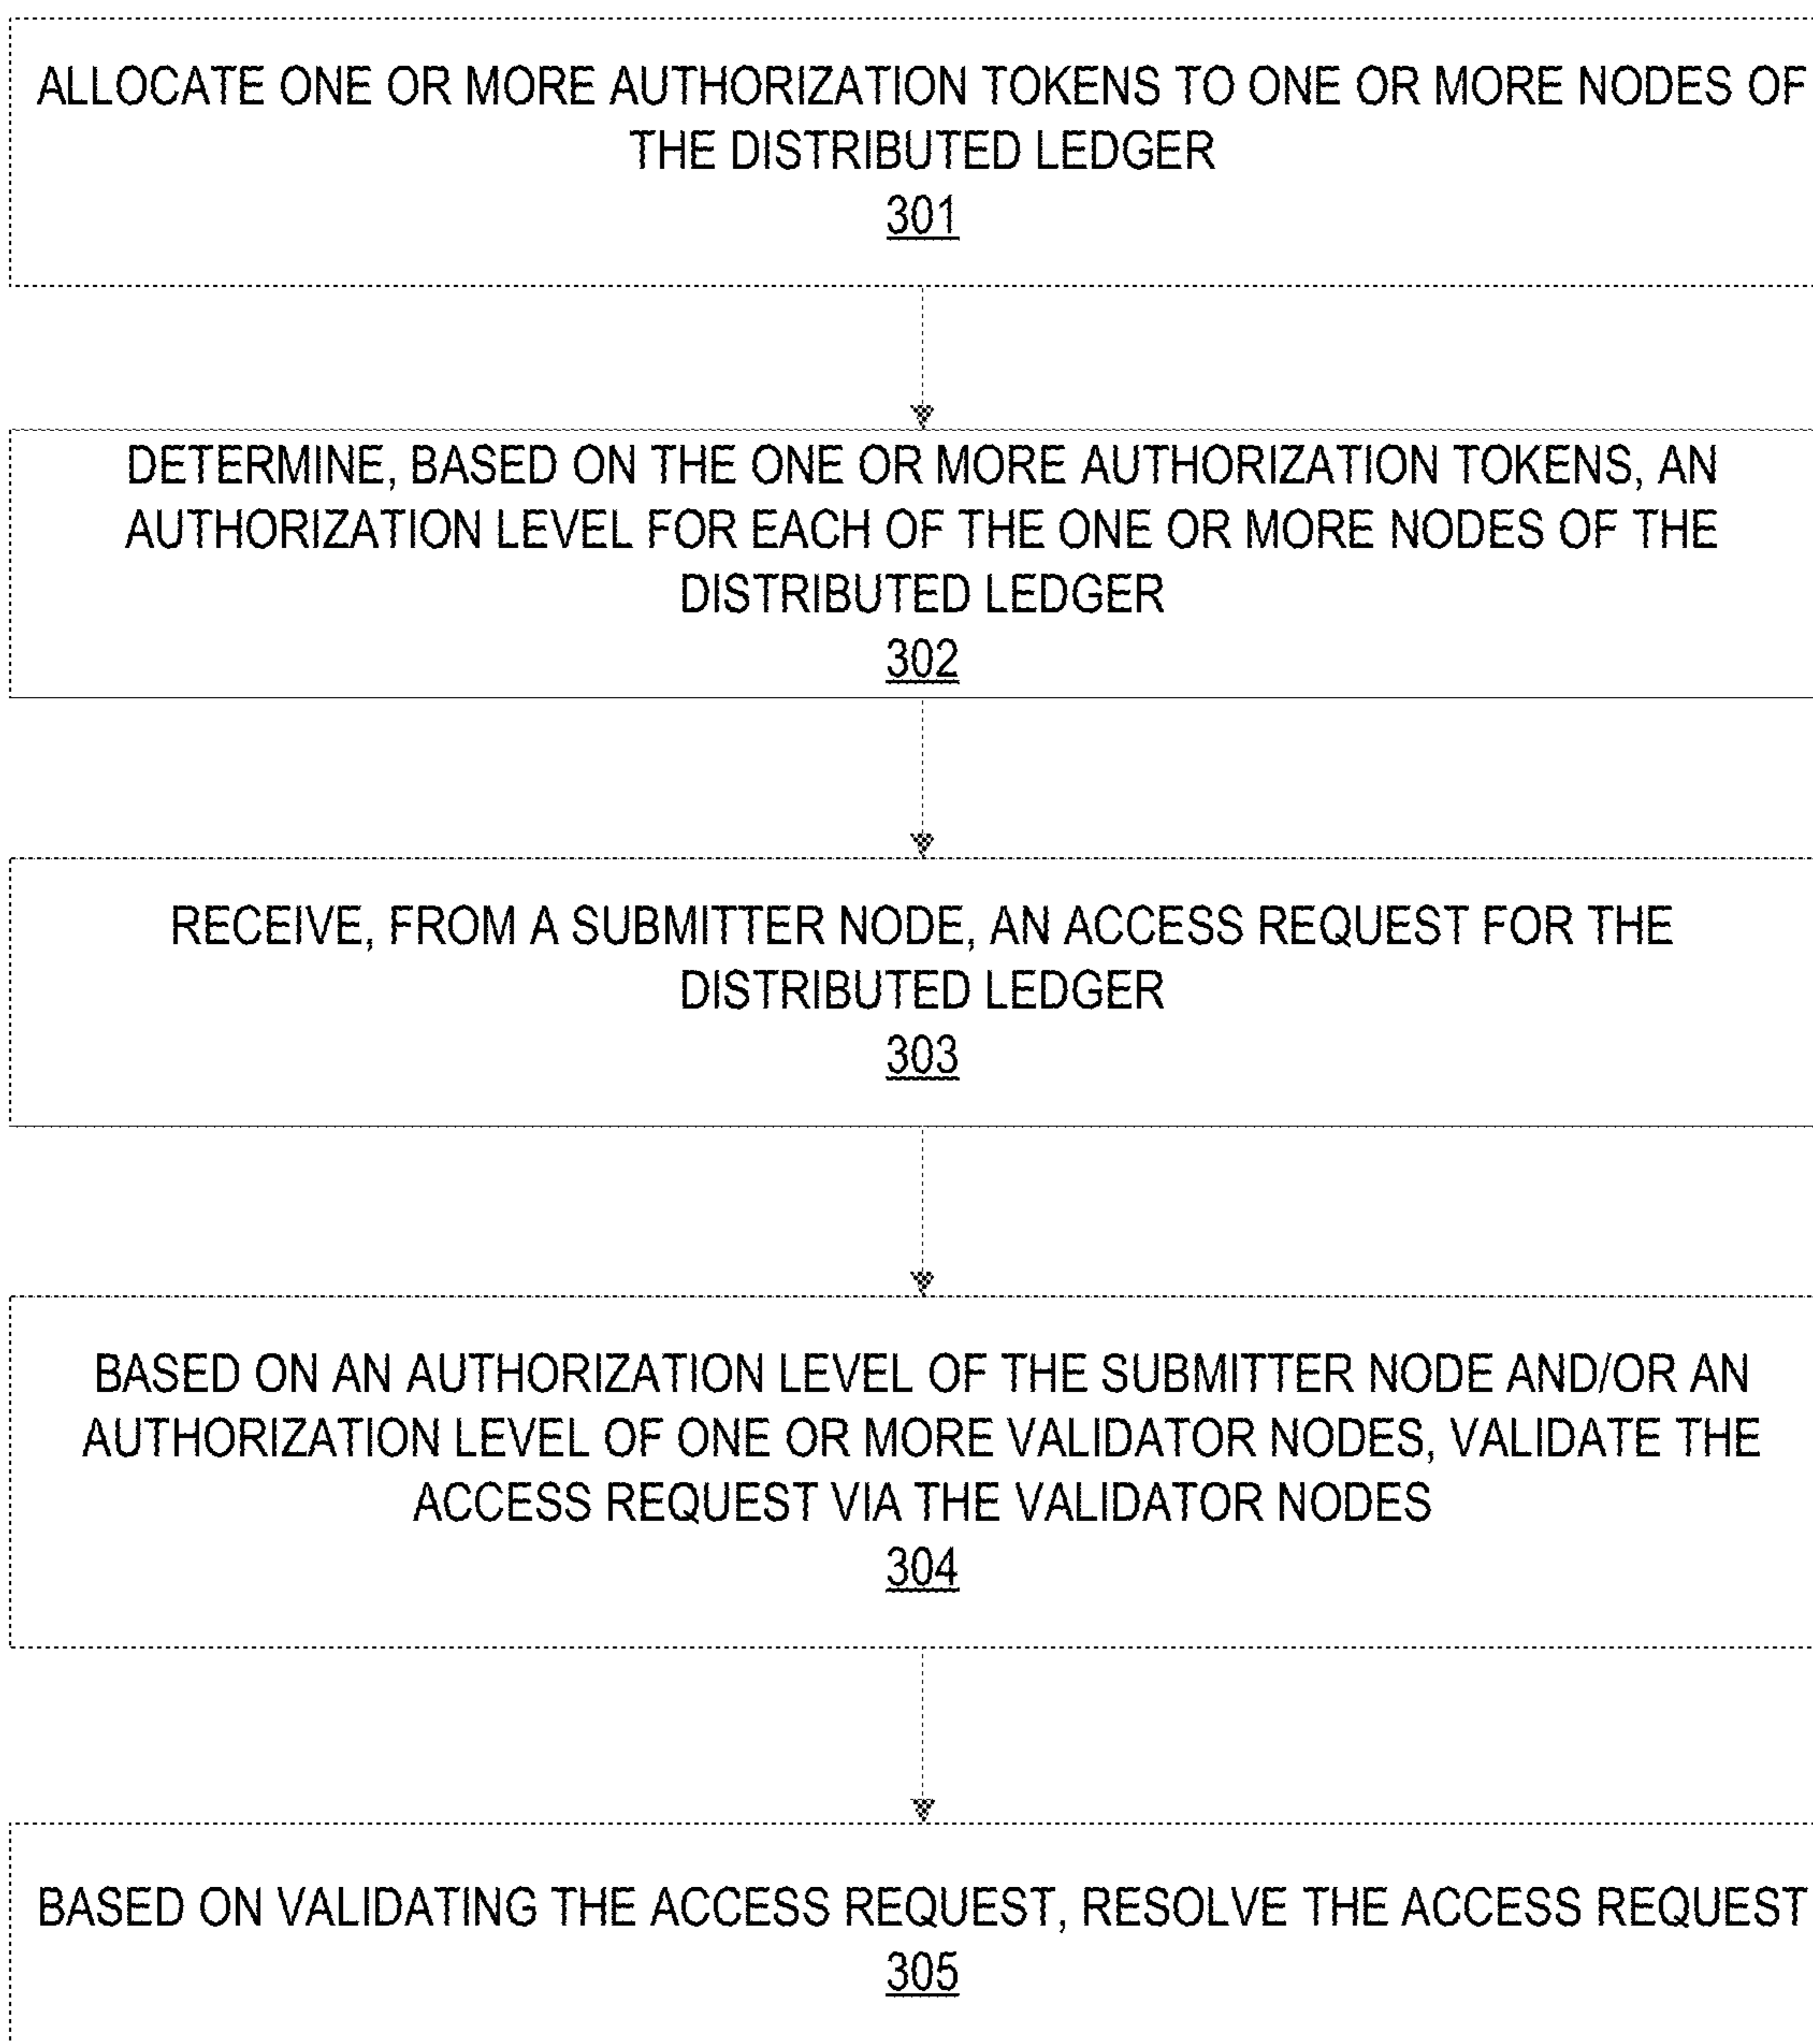 ALLOCATE ONE OR MORE AUTHORIZATION TOKENS TO ONE OR MORE NODES OF
THE DISTRIBUTED LEDGER
301
DETERMINE, BASED ON THE ONE OR MORE AUTHORIZATION TOKENS, AN
AUTHORIZATION LEVEL FOR EACH OF THE ONE OR MORE NODES OF THE
DISTRIBUTED LEDGER
302
RECEIVE, FROM A SUBMITTER NODE, AN ACCESS REQUEST FOR THE
DISTRIBUTED LEDGER
303
BASED ON AN AUTHORIZATION LEVEL OF THE SUBMITTER NODE AND/OR AN
AUTHORIZATION LEVEL OF ONE OR MORE VALIDATOR NODES, VALIDATE THE
ACCESS REQUEST VIA THE VALIDATOR NODES
304
BASED ON VALIDATING THE ACCESS REQUEST, RESOLVE THE ACCESS REQUEST
305